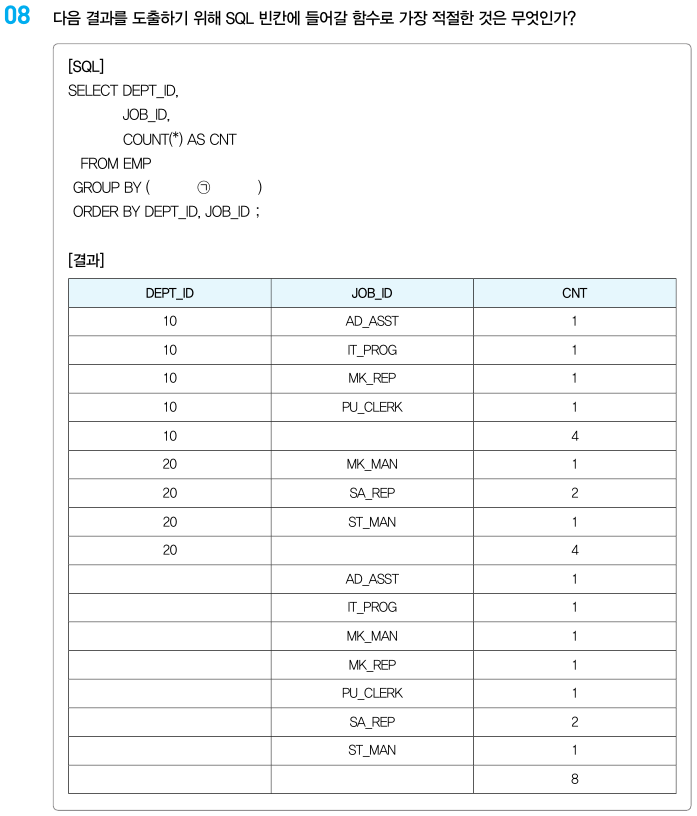 08 다음 결과를 도출하기 위해 SQL 빈칸에 들어갈 함수로 가장 적절한 것은 무엇인가?
[SQL]
SELECT DEPT_ID,
JOB_ID,
COUNT(*) AS CNT
FROM EMP
GROUP BY ( ㉠ )
ORDER BY DEPT_ID, JOB_ID ;
[결과]
DEPT_ID JOB_ID CNT
10 AD_ASST 1
10 IT_PROG 1
10 MK_REP 1
10 PU_CLERK 1
10 4
20 MK_MAN 1
20 SA_REP 2
20 ST_MAN 1
20 4
AD_ASST 1
IT_PROG 1
MK_MAN 1
MK_REP 1
PU_CLERK 1
SA_REP 2
ST_MAN 1
8